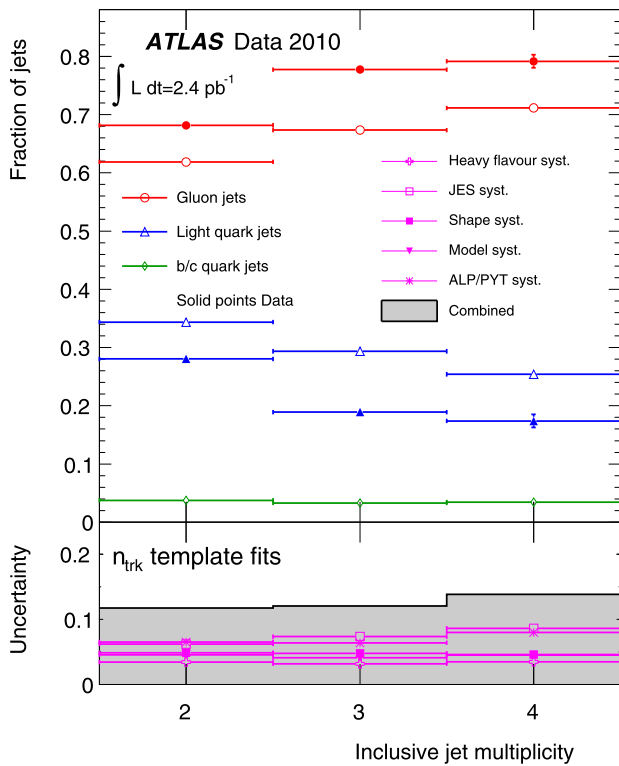 ATLAS Data 2010
∫ L dt=2.4 pb-1
Fraction of jets
0.8
0.7
0.6
0.5
0.4
0.3
0.2
0.1
0
Gluon jets
Light quark jets
b/c quark jets
Solid points Data
Heavy flavour syst.
JES syst.
Shape syst.
Model syst.
ALP/PYT syst.
Combined
Uncertainty
0.2
0.1
0
ntrk template fits
2 3 4
Inclusive jet multiplicity